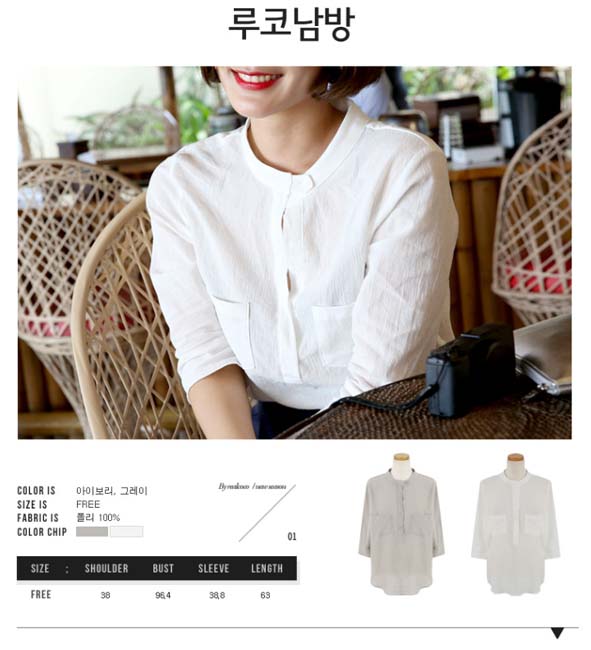 루코남방
COLOR IS 아이보리, 그레이
SIZE IS FREE
FABRIC IS 폴리 100%
COLOR CHIP
01
SIZE : SHOULDER BUST SLEEVE LENGTH
FREE 38 96,4 38,8 63